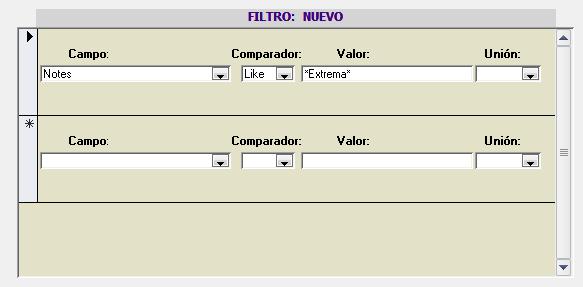 FILTRO: NUEVO
Campo: Comparador: Valor: Unión:
Notes Like *Extrema*
Campo: Comparador: Valor: Unión: